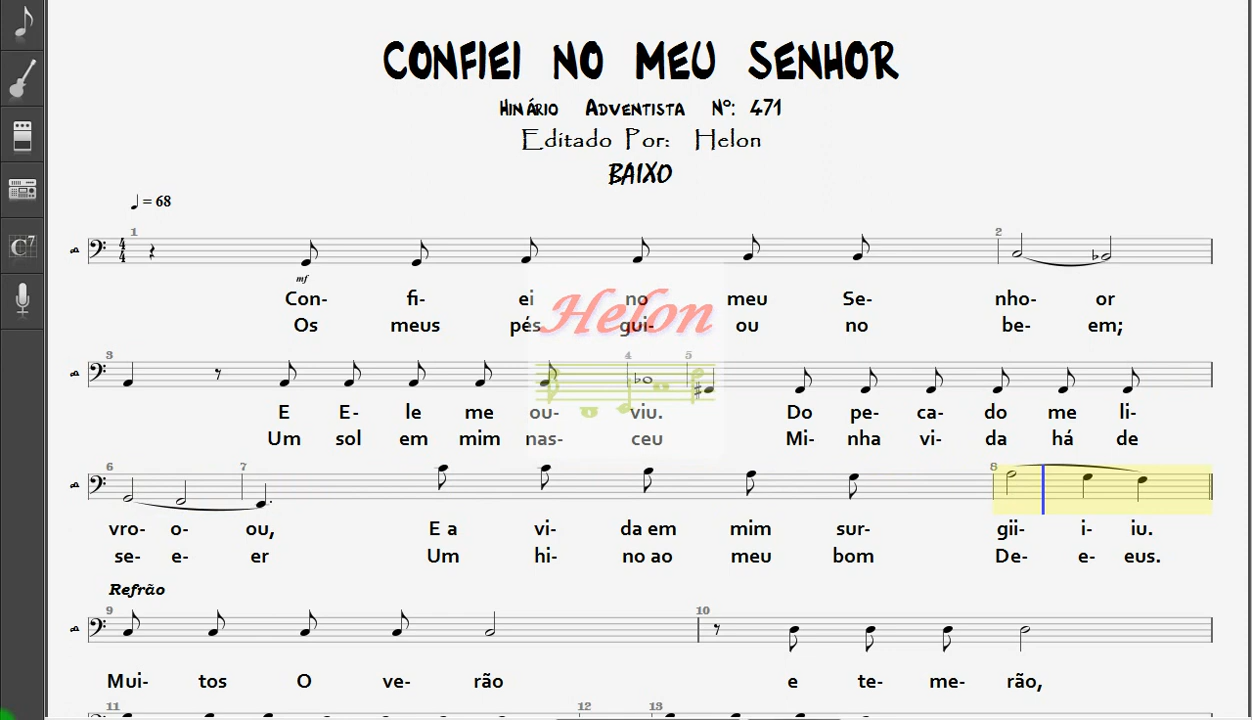 CONFIEI NO MEU SENHOR
Hinário Adventista Nº: 471
Editado Por: Helon
BAIXO
= 68
1 2
4
4
mf
Con- fi- ei no meu Se- nho- or
Os meus pés gui- ou no be- em;
Helon
3 4 5
E E- le me ou- viu. Do pe- ca- do me li-
Um sol em mim nas- ceu Mi- nha vi- da há de
6 7 8
vro- o- ou, E a vi- da em mim sur- gii- i- iu.
se- e- er Um hi- no ao meu bom De- e- eus.
Refrão
9 10
Mui- tos O ve- rão e te- me- rão,
11 12 13
C7